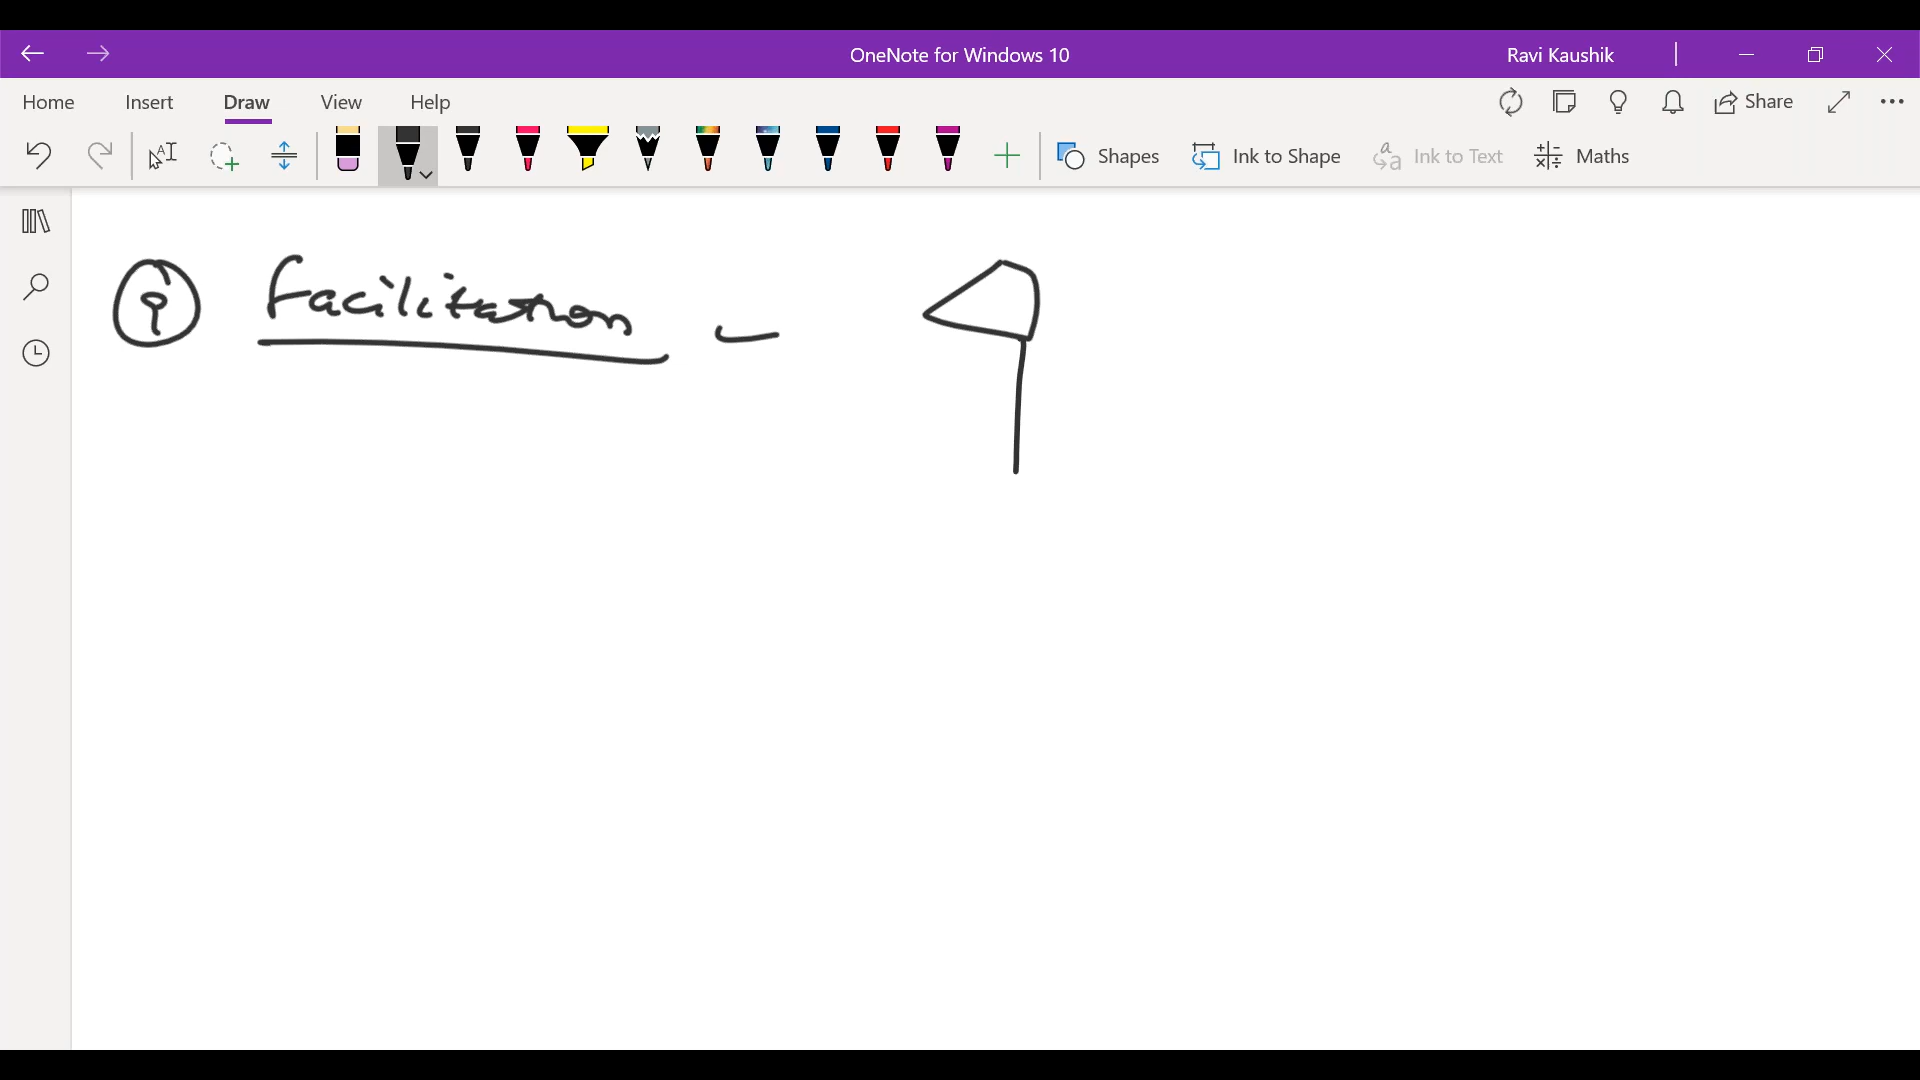 OneNote for Windows 10 Ravi Kaushik
Home Insert Draw View Help Share
Shapes Ink to Shape Ink to Text Maths
Facilitation -